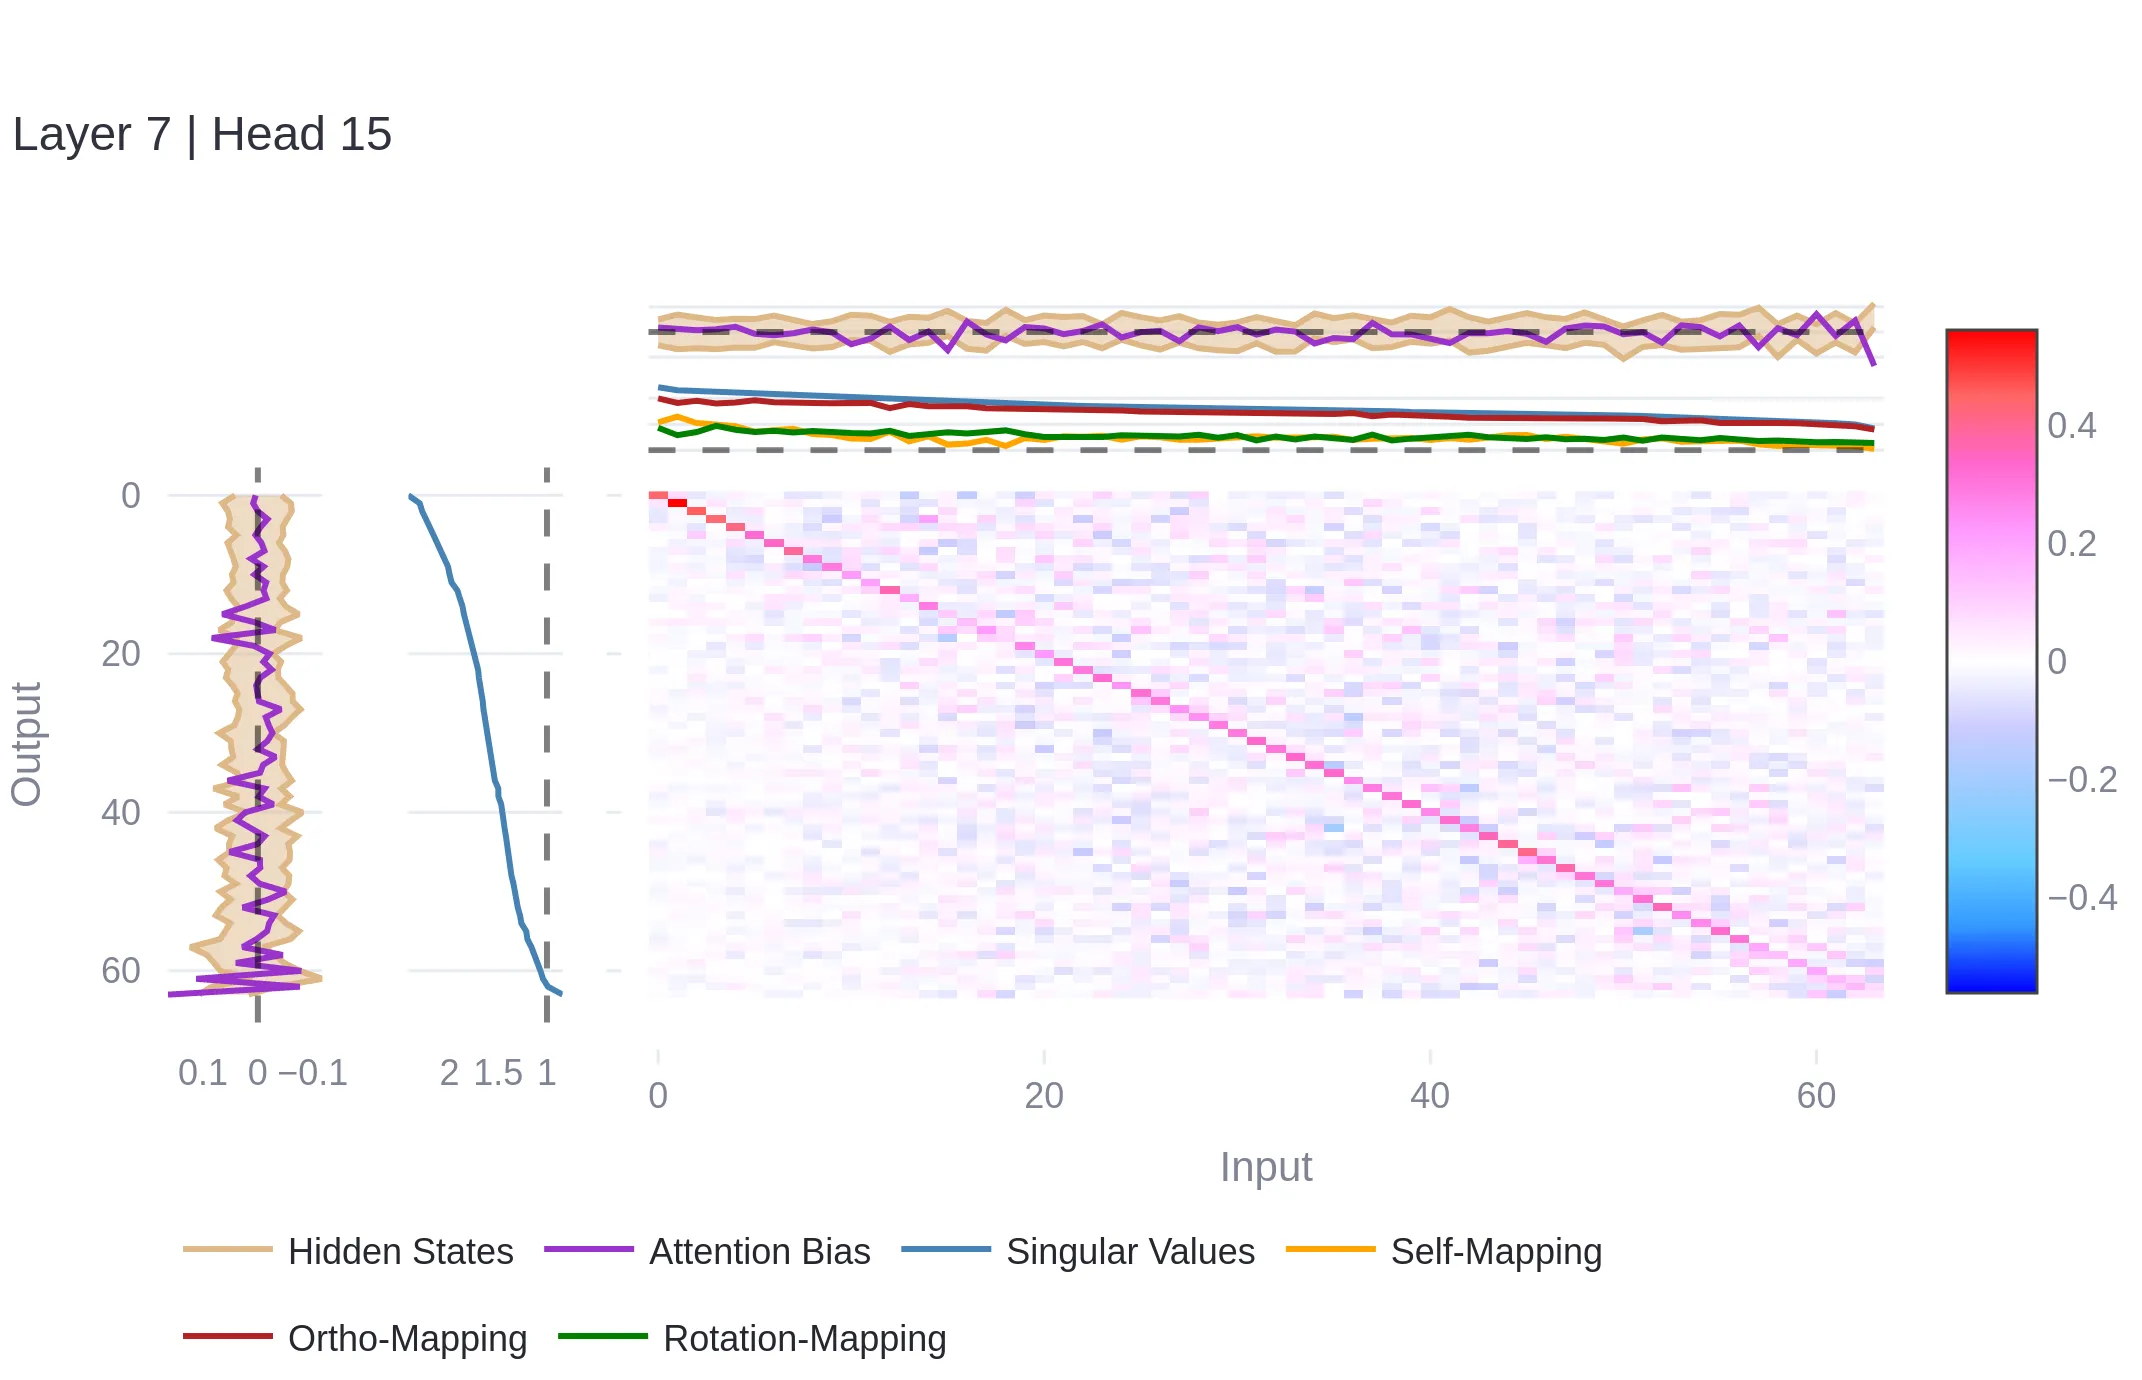 Layer 7 | Head 15
0
20
40
60
Output
0.1 0 −0.1
2 1.5 1
0 20 40 60
Input
0.4
0.2
0
−0.2
−0.4
Hidden States Attention Bias Singular Values Self-Mapping
Ortho-Mapping Rotation-Mapping